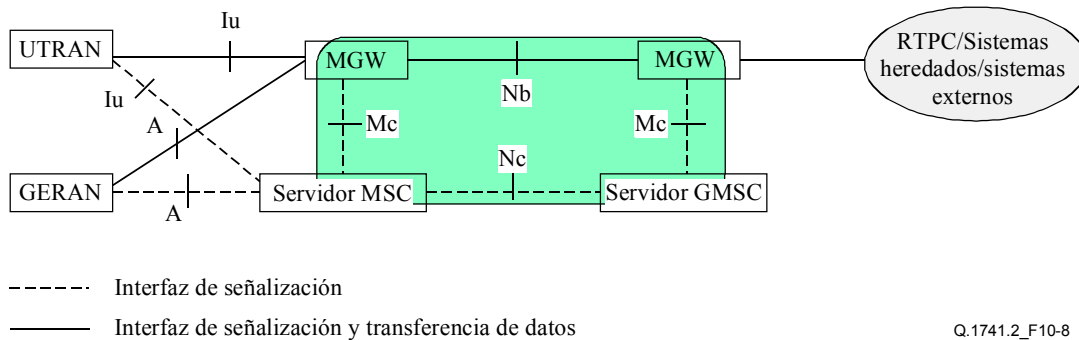 Iu
UTRAN
MGW
MGW
RTPC/Sistemas
heredados/sistemas
externos
Iu
Nb
A
Mc
Mc
Nc
GERAN
Servidor MSC
Servidor GMSC
A
Interfaz de señalización
Interfaz de señalización y transferencia de datos
Q.1741.2_F10-8